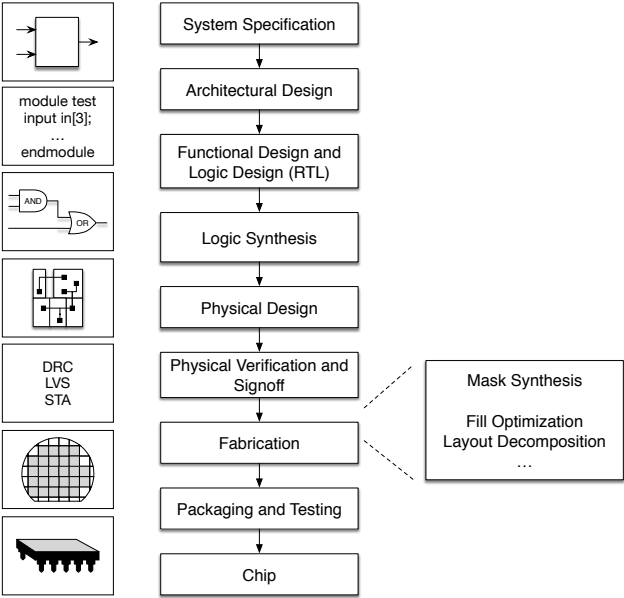 System Specification
module test
input in[3];
...
endmodule
Architectural Design
Functional Design and
Logic Design (RTL)
AND
OR
Logic Synthesis
Physical Design
DRC
LVS
STA
Physical Verification and
Signoff
Mask Synthesis
Fill Optimization
Layout Decomposition
...
Fabrication
Packaging and Testing
Chip